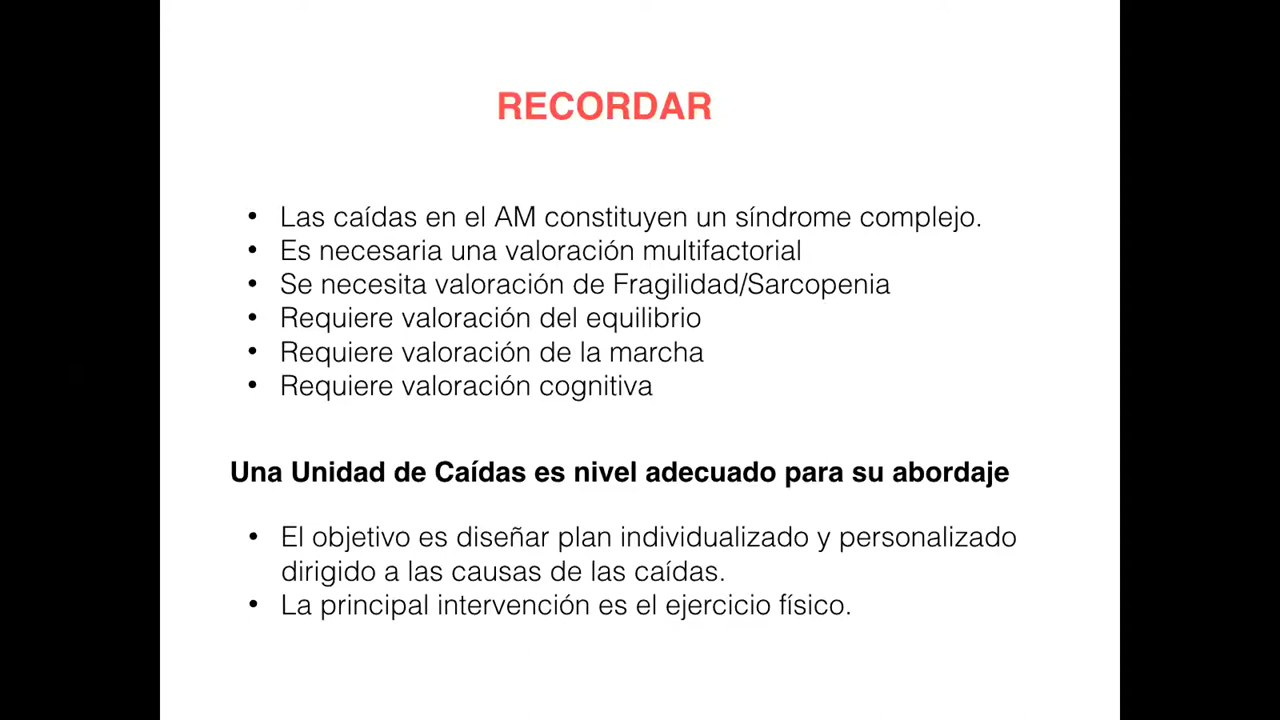 RECORDAR
• Las caídas en el AM constituyen un síndrome complejo.
• Es necesaria una valoración multifactorial
• Se necesita valoración de Fragilidad/Sarcopenia
• Requiere valoración del equilibrio
• Requiere valoración de la marcha
• Requiere valoración cognitiva
Una Unidad de Caídas es nivel adecuado para su abordaje
• El objetivo es diseñar plan individualizado y personalizado
dirigido a las causas de las caídas.
• La principal intervención es el ejercicio físico.